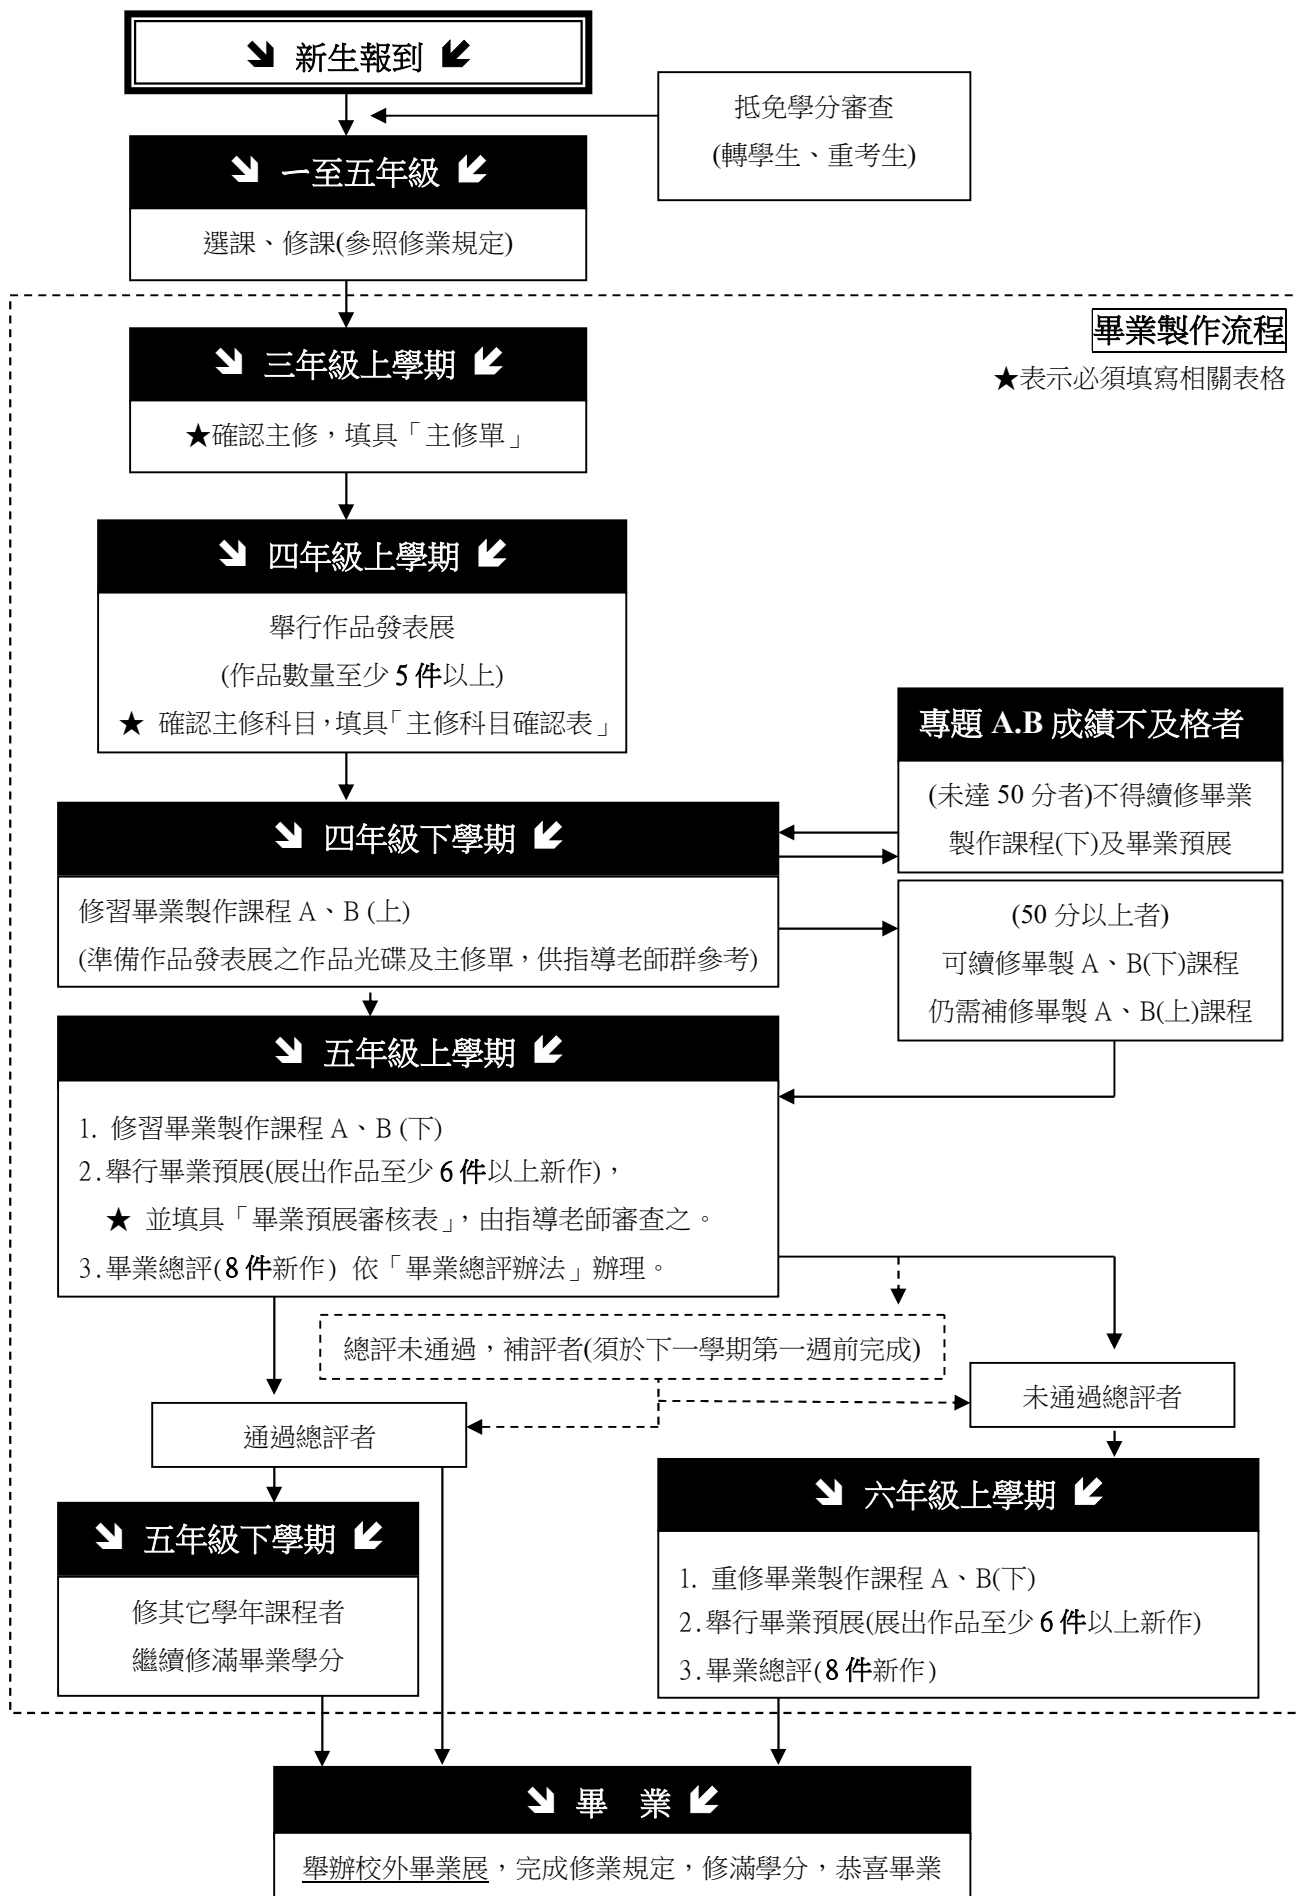 新生報到
抵免學分審查
(轉學生、重考生)
一至五年級
選課、修課(參照修業規定)
畢業製作流程
★表示必須填寫相關表格
三年級上學期
★確認主修，填具「主修單」
四年級上學期
舉行作品發表展
(作品數量至少 5 件以上)
★ 確認主修科目，填具「主修科目確認表」
專題 A.B 成績不及格者
(未達 50 分者)不得續修畢業
製作課程(下)及畢業預展
四年級下學期
修習畢業製作課程 A、B (上)
(準備作品發表展之作品光碟及主修單，供指導老師群參考)
(50 分以上者)
可續修畢製 A、B(下)課程
仍需補修畢製 A、B(上)課程
五年級上學期
1. 修習畢業製作課程 A、B (下)
2.舉行畢業預展(展出作品至少 6 件以上新作)，
★ 並填具「畢業預展審核表」，由指導老師審查之。
3.畢業總評(8 件新作) 依「畢業總評辦法」辦理。
總評未通過，補評者(須於下一學期第一週前完成)
未通過總評者
通過總評者
六年級上學期
1. 重修畢業製作課程 A、B(下)
2.舉行畢業預展(展出作品至少 6 件以上新作)
3.畢業總評(8 件新作)
五年級下學期
修其它學年課程者
繼續修滿畢業學分
畢 業
舉辦校外畢業展，完成修業規定，修滿學分，恭喜畢業